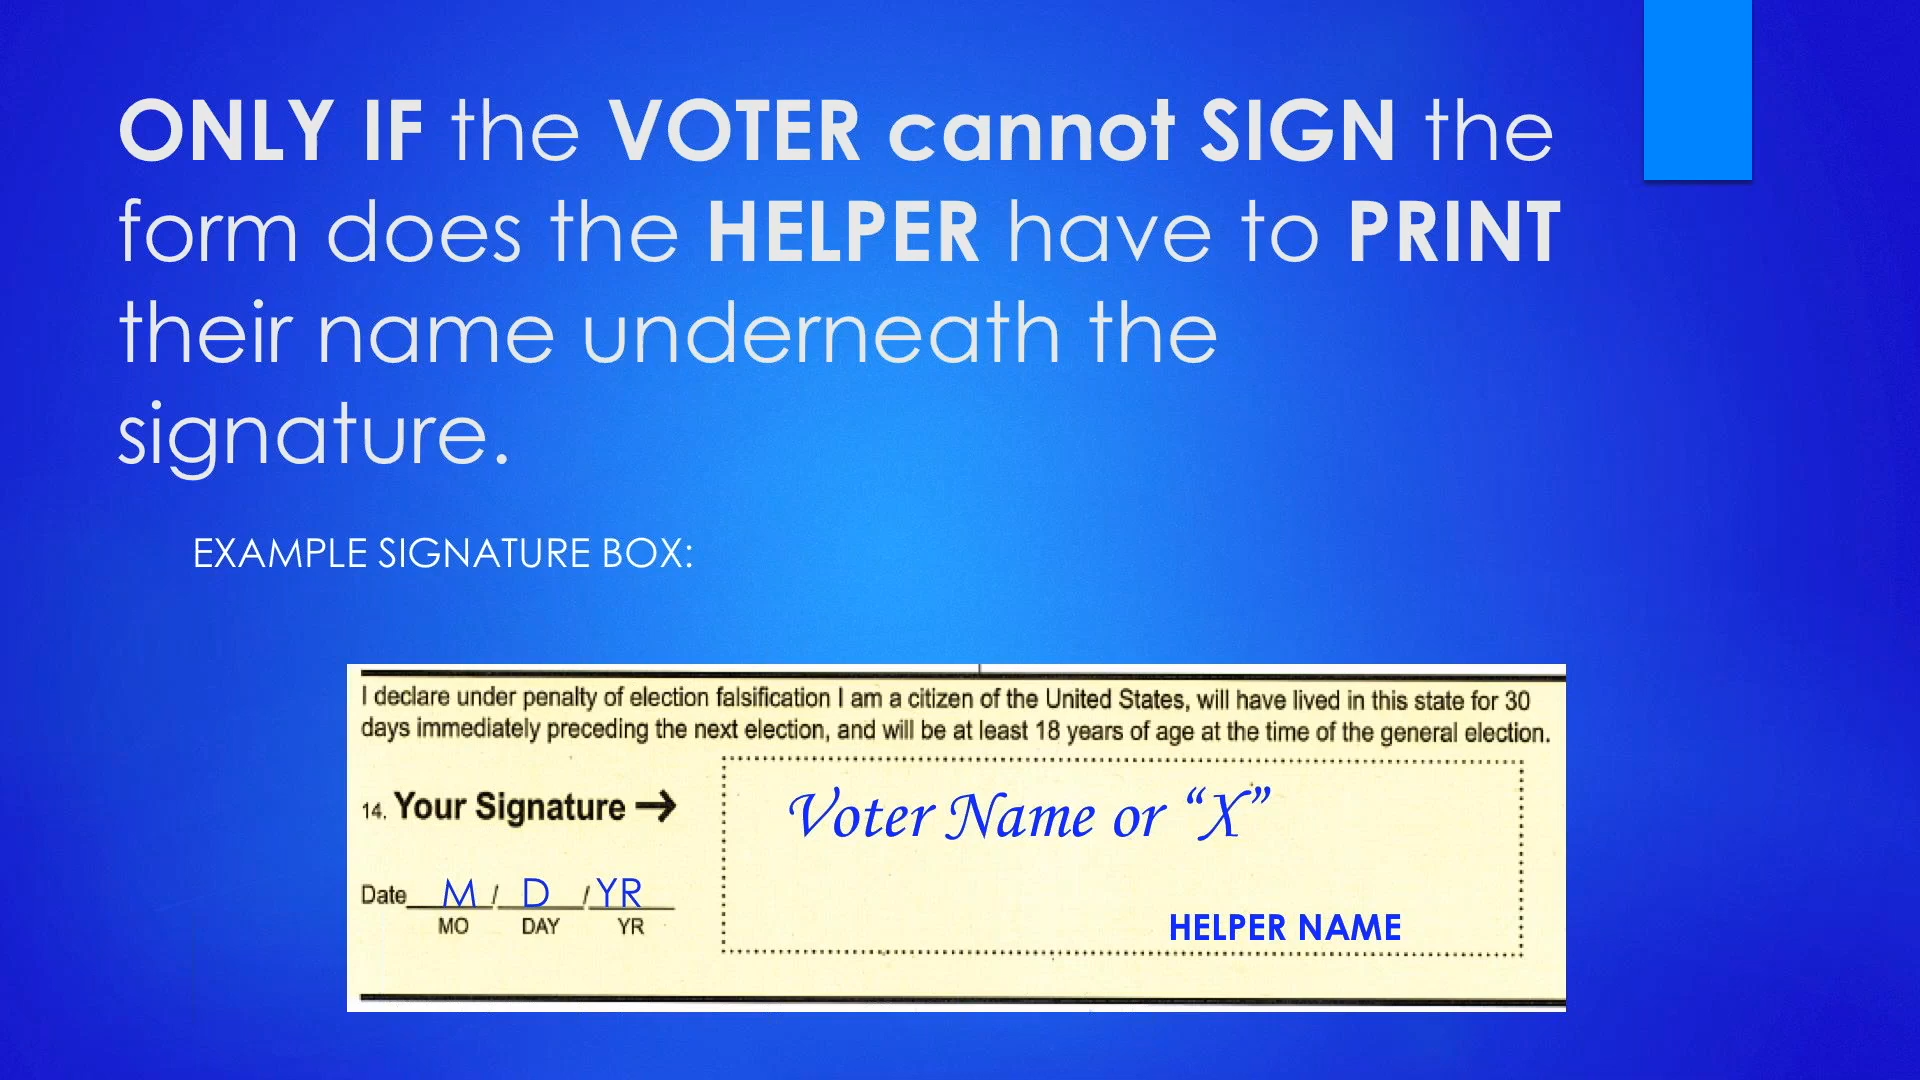 ONLY IF the VOTER cannot SIGN the
form does the HELPER have to PRINT
their name underneath the
signature.
EXAMPLE SIGNATURE BOX:
I declare under penalty of election falsification I am a citizen of the United States, will have lived in this state for 30
days immediately preceding the next election, and will be at least 18 years of age at the time of the general election.
14. Your Signature →
Voter Name or “X”
Date M / D / YR
MO DAY YR
HELPER NAME